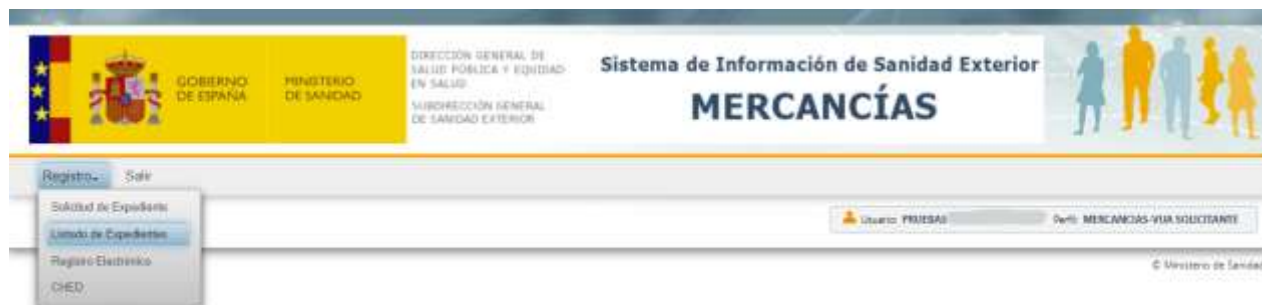 GOBIERNO
DE ESPAÑA
MINISTERIO
DE SANIDAD
DIRECCIÓN GENERAL DE
SALUD PÚBLICA Y EQUIDAD
EN SALUD
SUBDIRECCIÓN GENERAL
DE SANIDAD EXTERIOR
Sistema de Información de Sanidad Exterior
MERCANCÍAS
Registro
Salir
Solicitud de Expediente
Listado de Expedientes
Registro Electrónico
CHED
Usuario: PRUEBAS
Perfil: MERCANCIAS-VUA SOLICITANTE
© Ministerio de Sanidad